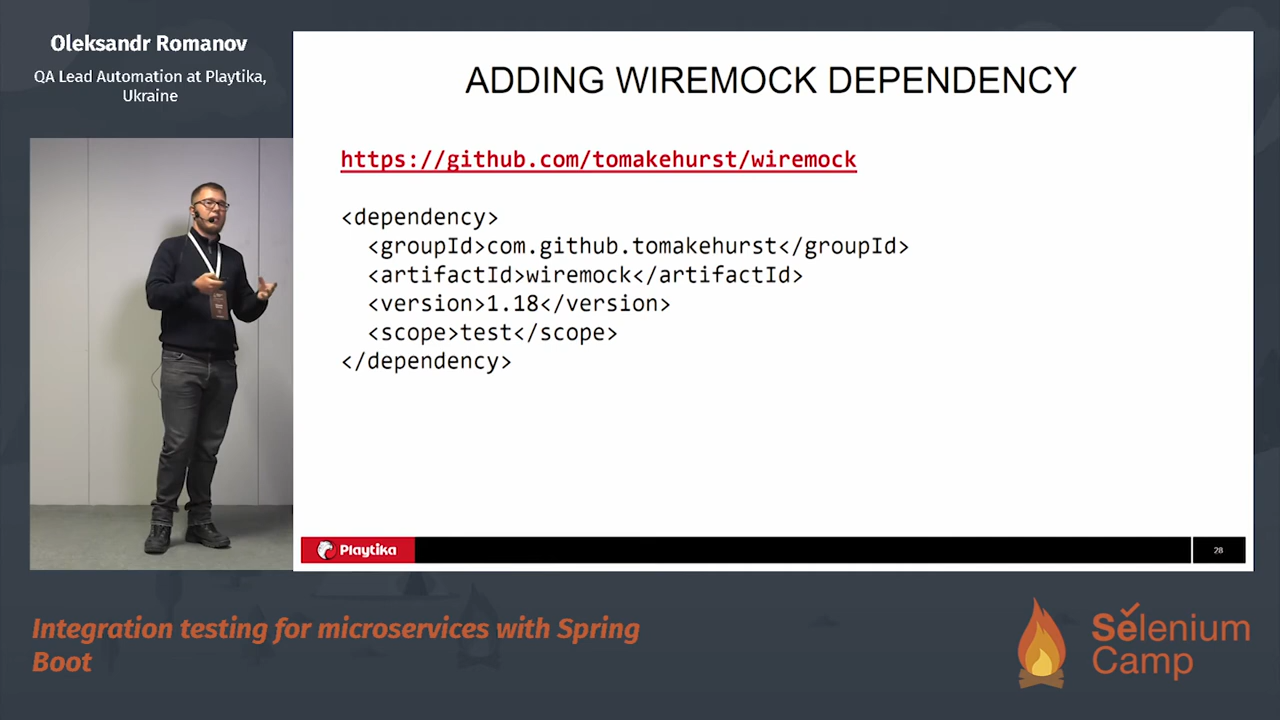 Oleksandr Romanov
QA Lead Automation at Playtika,
Ukraine
ADDING WIREMOCK DEPENDENCY
https://github.com/tomakehurst/wiremock
<dependency>
<groupId>com.github.tomakehurst</groupId>
<artifactId>wiremock</artifactId>
<version>1.18</version>
<scope>test</scope>
</dependency>
Playtika
28
Integration testing for microservices with Spring
Boot
Selenium
Camp